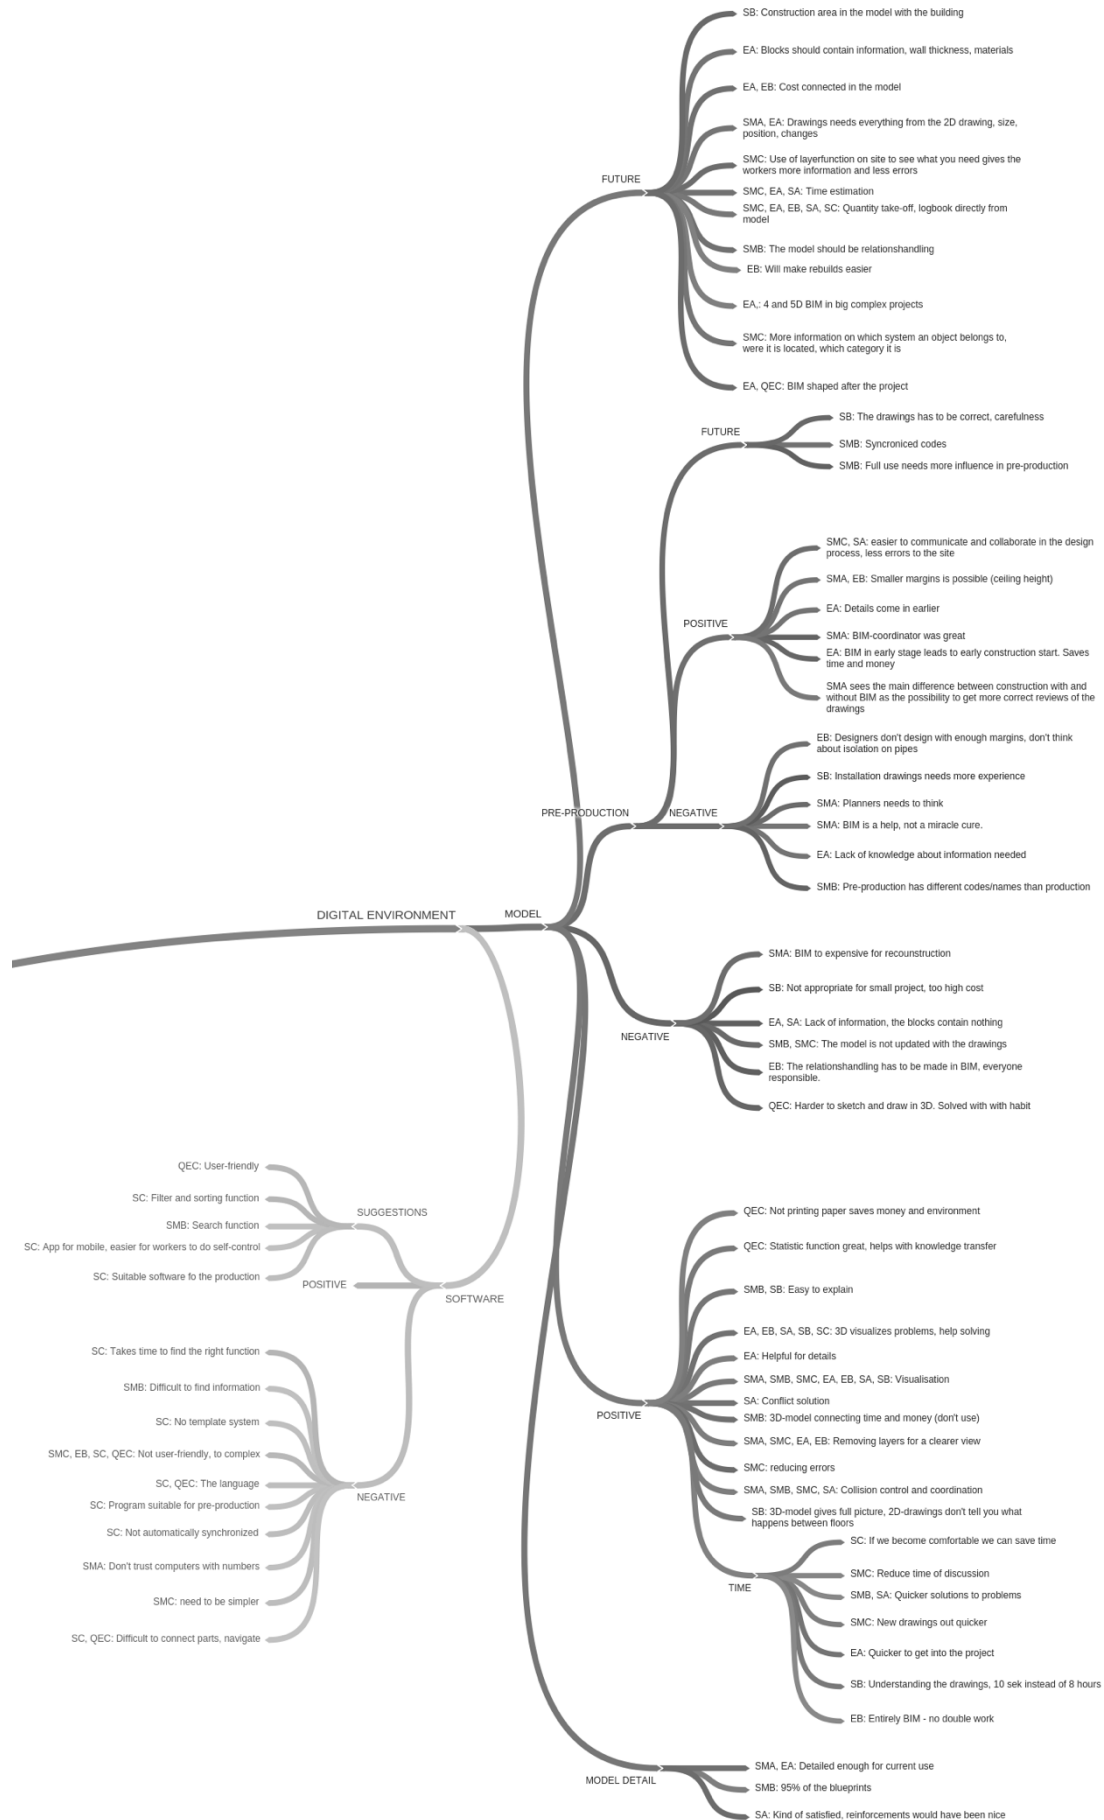 SB: Construction area in the model with the building
EA: Blocks should contain information, wall thickness, materials
EA, EB: Cost connected in the model
SMA, EA: Drawings needs everything from the 2D drawing, size,
position, changes
SMC: Use of layerfunction on site to see what you need gives the
workers more information and less errors
FUTURE
SMC, EA, SA: Time estimation
SMC, EA, EB, SA, SC: Quantity take-off, logbook directly from
model
SMB: The model should be relationshandling
EB: Will make rebuilds easier
EA,: 4 and 5D BIM in big complex projects
SMC: More information on which system an object belongs to,
were it is located, which category it is
EA, QEC: BIM shaped after the project
SB: The drawings has to be correct, carefulness
FUTURE
SMB: Syncroniced codes
SMB: Full use needs more influence in pre-production
SMC, SA: easier to communicate and collaborate in the design
process, less errors to the site
SMA, EB: Smaller margins is possible (ceiling height)
EA: Details come in earlier
POSITIVE
SMA: BIM-coordinator was great
EA: BIM in early stage leads to early construction start. Saves
time and money
SMA sees the main difference between construction with and
without BIM as the possibility to get more correct reviews of the
drawings
EB: Designers don't design with enough margins, don't think
about isolation on pipes
SB: Installation drawings needs more experience
SMA: Planners needs to think
PRE-PRODUCTION
NEGATIVE
SMA: BIM is a help, not a miracle cure.
EA: Lack of knowledge about information needed
SMB: Pre-production has different codes/names than production
DIGITAL ENVIRONMENT
MODEL
SMA: BIM to expensive for recounstruction
SB: Not appropriate for small project, too high cost
EA, SA: Lack of information, the blocks contain nothing
NEGATIVE
SMB, SMC: The model is not updated with the drawings
EB: The relationshandling has to be made in BIM, everyone
responsible.
QEC: Harder to sketch and draw in 3D. Solved with with habit
QEC: User-friendly
SC: Filter and sorting function
SUGGESTIONS
SMB: Search function
SC: App for mobile, easier for workers to do self-control
SC: Suitable software fo the production
POSITIVE
SOFTWARE
SC: Takes time to find the right function
SMB: Difficult to find information
SC: No template system
SMC, EB, SC, QEC: Not user-friendly, to complex
SC, QEC: The language
NEGATIVE
SC: Program suitable for pre-production
SC: Not automatically synchronized
SMA: Don't trust computers with numbers
SMC: need to be simpler
SC, QEC: Difficult to connect parts, navigate
QEC: Not printing paper saves money and environment
QEC: Statistic function great, helps with knowledge transfer
SMB, SB: Easy to explain
EA, EB, SA, SB, SC: 3D visualizes problems, help solving
EA: Helpful for details
SMA, SMB, SMC, EA, EB, SA, SB: Visualisation
SA: Conflict solution
POSITIVE
SMB: 3D-model connecting time and money (don't use)
SMA, SMC, EA, EB: Removing layers for a clearer view
SMC: reducing errors
SMA, SMB, SMC, SA: Collision control and coordination
SB: 3D-model gives full picture, 2D-drawings don't tell you what
happens between floors
SC: If we become comfortable we can save time
TIME
SMC: Reduce time of discussion
SMB, SA: Quicker solutions to problems
SMC: New drawings out quicker
EA: Quicker to get into the project
SB: Understanding the drawings, 10 sek instead of 8 hours
EB: Entirely BIM - no double work
SMA, EA: Detailed enough for current use
MODEL DETAIL
SMB: 95% of the blueprints
SA: Kind of satisfied, reinforcements would have been nice